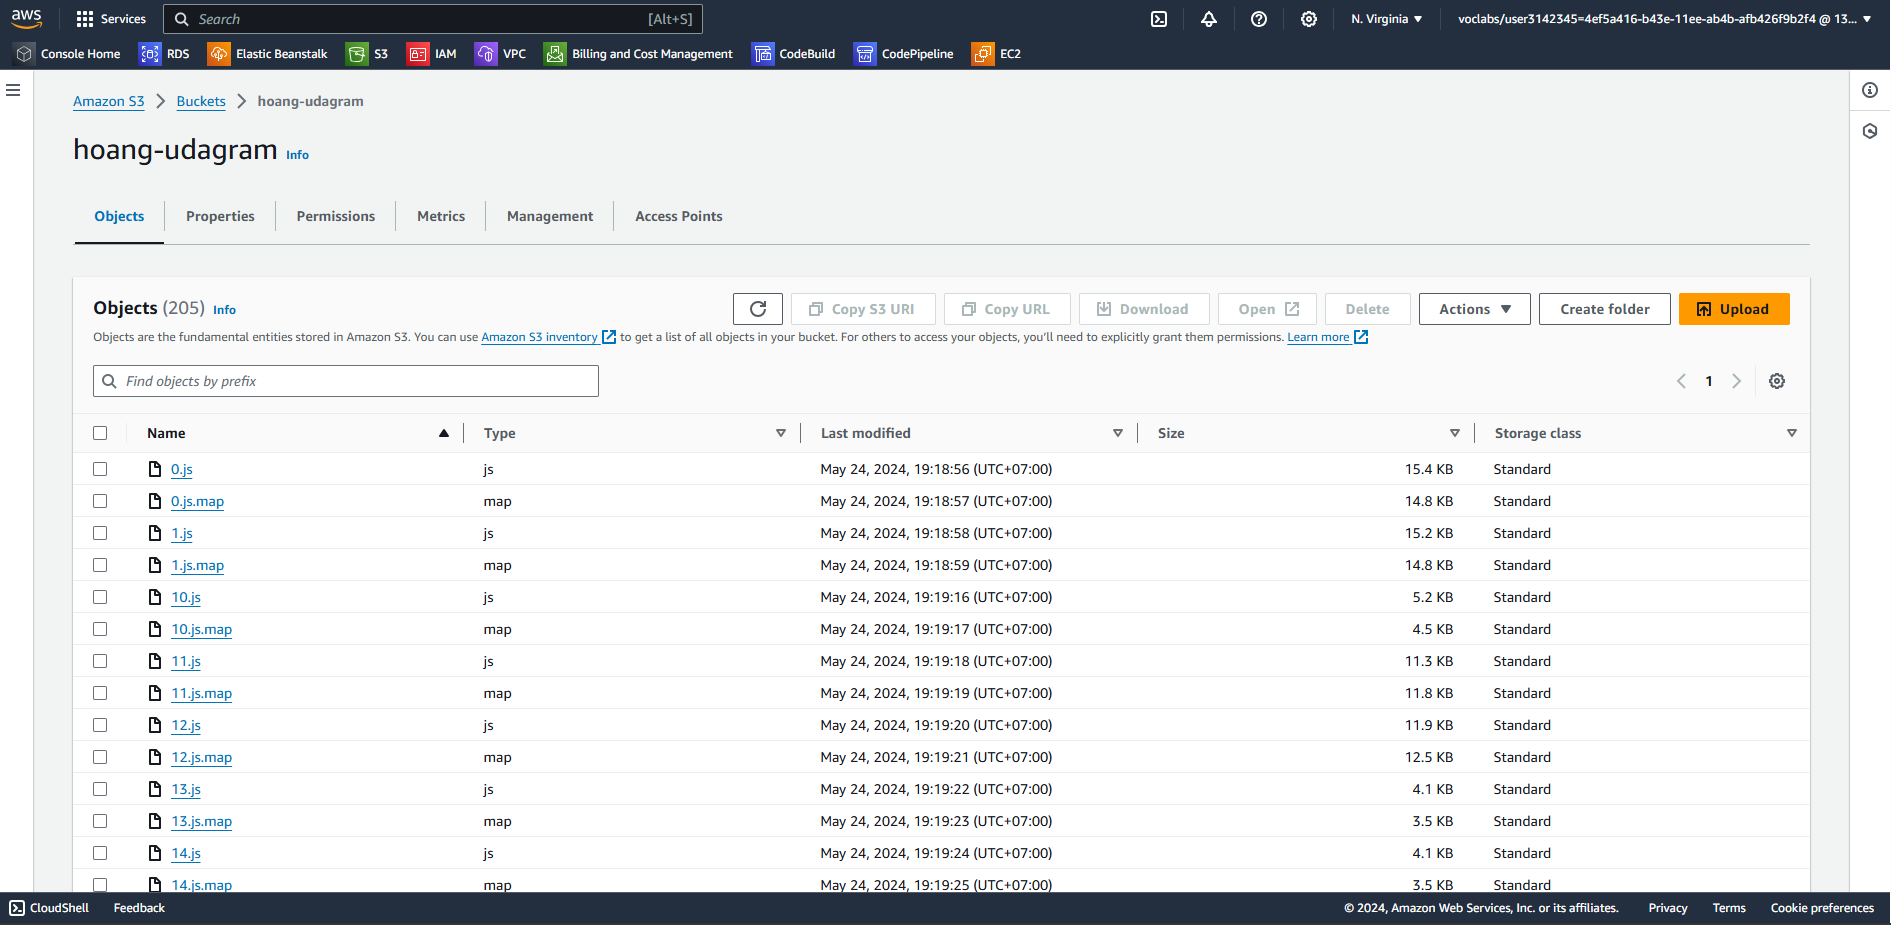 aws Services Search [Alt+S] N. Virginia voclabs/user3142345=4ef5a416-b43e-11ee-ab4b-afb426f9b2f4 @ 13...
Console Home RDS Elastic Beanstalk S3 IAM VPC Billing and Cost Management CodeBuild CodePipeline EC2
Amazon S3 Buckets hoang-udagram
hoang-udagram Info
Objects Properties Permissions Metrics Management Access Points
Objects (205) Info Copy S3 URI Copy URL Download Open Delete Actions Create folder Upload
Objects are the fundamental entities stored in Amazon S3. You can use Amazon S3 inventory to get a list of all objects in your bucket. For others to access your objects, you'll need to explicitly grant them permissions. Learn more
Find objects by prefix 1
Name Type Last modified Size Storage class
0.js js May 24, 2024, 19:18:56 (UTC+07:00) 15.4 KB Standard
0.js.map map May 24, 2024, 19:18:57 (UTC+07:00) 14.8 KB Standard
1.js js May 24, 2024, 19:18:58 (UTC+07:00) 15.2 KB Standard
1.js.map map May 24, 2024, 19:18:59 (UTC+07:00) 14.8 KB Standard
10.js js May 24, 2024, 19:19:16 (UTC+07:00) 5.2 KB Standard
10.js.map map May 24, 2024, 19:19:17 (UTC+07:00) 4.5 KB Standard
11.js js May 24, 2024, 19:19:18 (UTC+07:00) 11.3 KB Standard
11.js.map map May 24, 2024, 19:19:19 (UTC+07:00) 11.8 KB Standard
12.js js May 24, 2024, 19:19:20 (UTC+07:00) 11.9 KB Standard
12.js.map map May 24, 2024, 19:19:21 (UTC+07:00) 12.5 KB Standard
13.js js May 24, 2024, 19:19:22 (UTC+07:00) 4.1 KB Standard
13.js.map map May 24, 2024, 19:19:23 (UTC+07:00) 3.5 KB Standard
14.js js May 24, 2024, 19:19:24 (UTC+07:00) 4.1 KB Standard
14.js.map map May 24, 2024, 19:19:25 (UTC+07:00) 3.5 KB Standard
CloudShell Feedback © 2024, Amazon Web Services, Inc. or its affiliates. Privacy Terms Cookie preferences